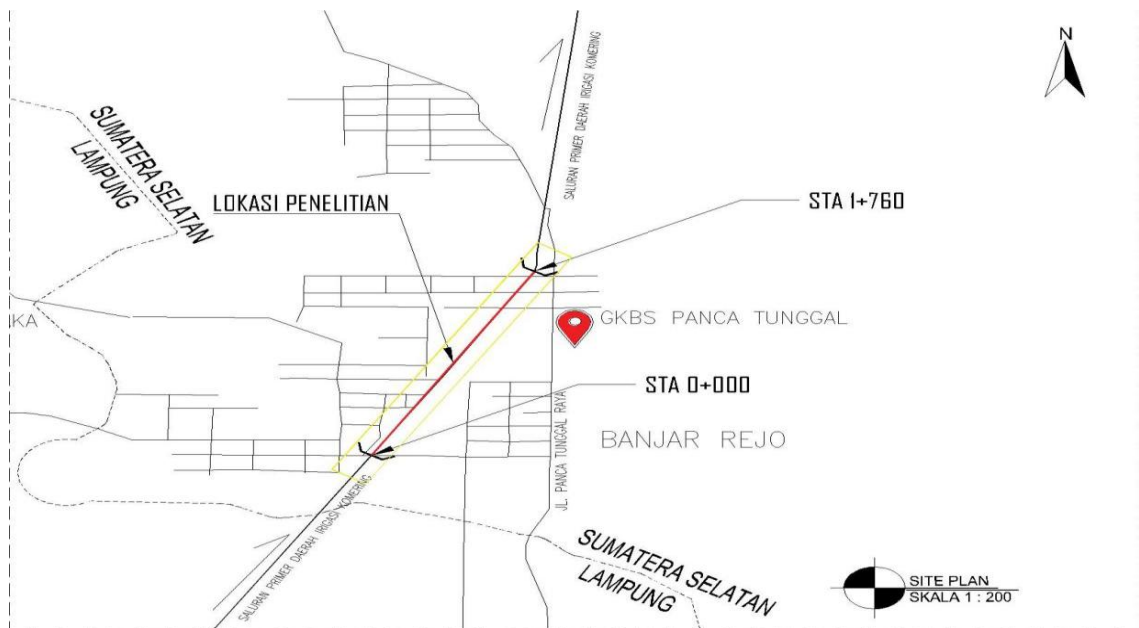 N
SALURAN PRIMER DAERAH IRIGASI KOMERING
SUMATERA SELATAN
LAMPUNG
LOKASI PENELITIAN
STA 1+760
KA
GKBS PANCA TUNGGAL
STA 0+000
JL. PANCA TUNGGAL RAYA
BANJAR REJO
SALURAN PRIMER DAERAH IRIGASI KOMERING
SUMATERA SELATAN
LAMPUNG
SITE PLAN
SKALA 1 : 200